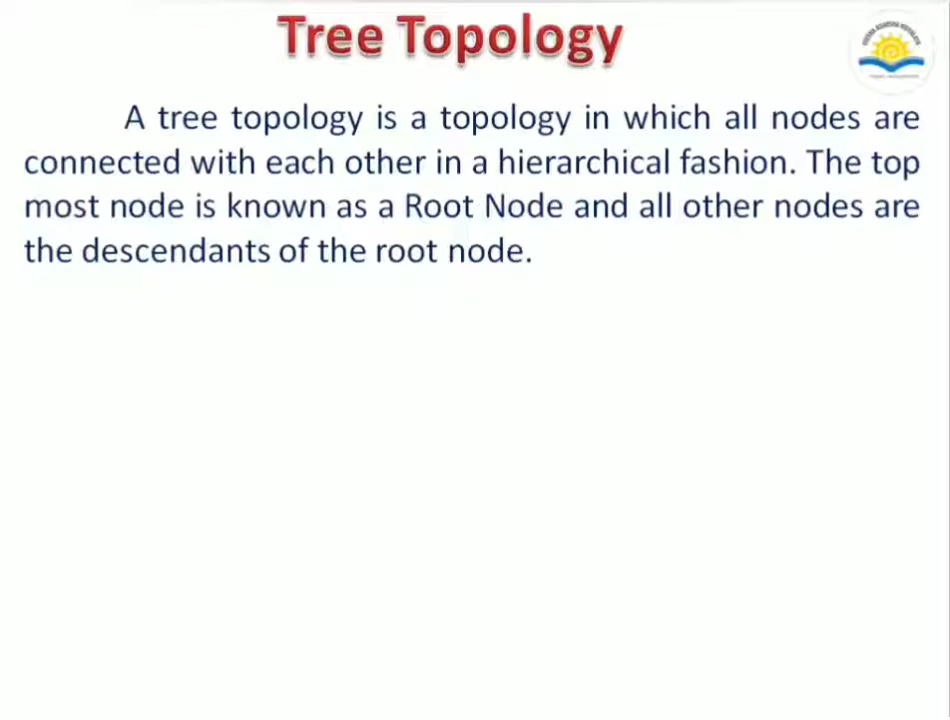 Tree Topology
A tree topology is a topology in which all nodes are
connected with each other in a hierarchical fashion. The top
most node is known as a Root Node and all other nodes are
the descendants of the root node.